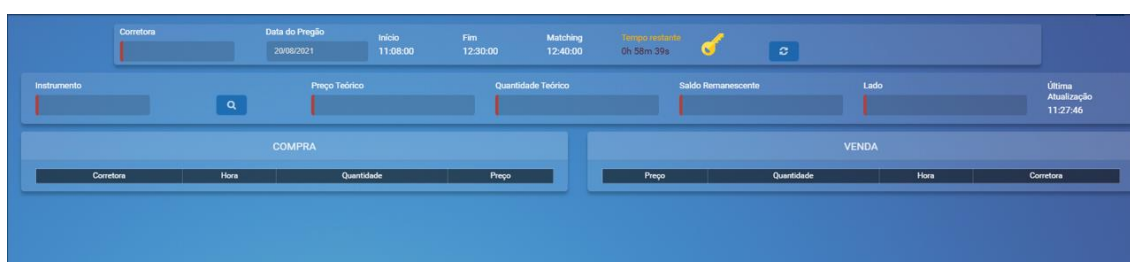 Corretora Data do Pregão Início Fim Matching Tempo restante
20/08/2021 11:08:00 12:30:00 12:40:00 0h 58m 39s
Instrumento Preço Teórico Quantidade Teórico Saldo Remanescente Lado Última
Atualização
11:27:46
COMPRA VENDA
Corretora Hora Quantidade Preço Preço Quantidade Hora Corretora